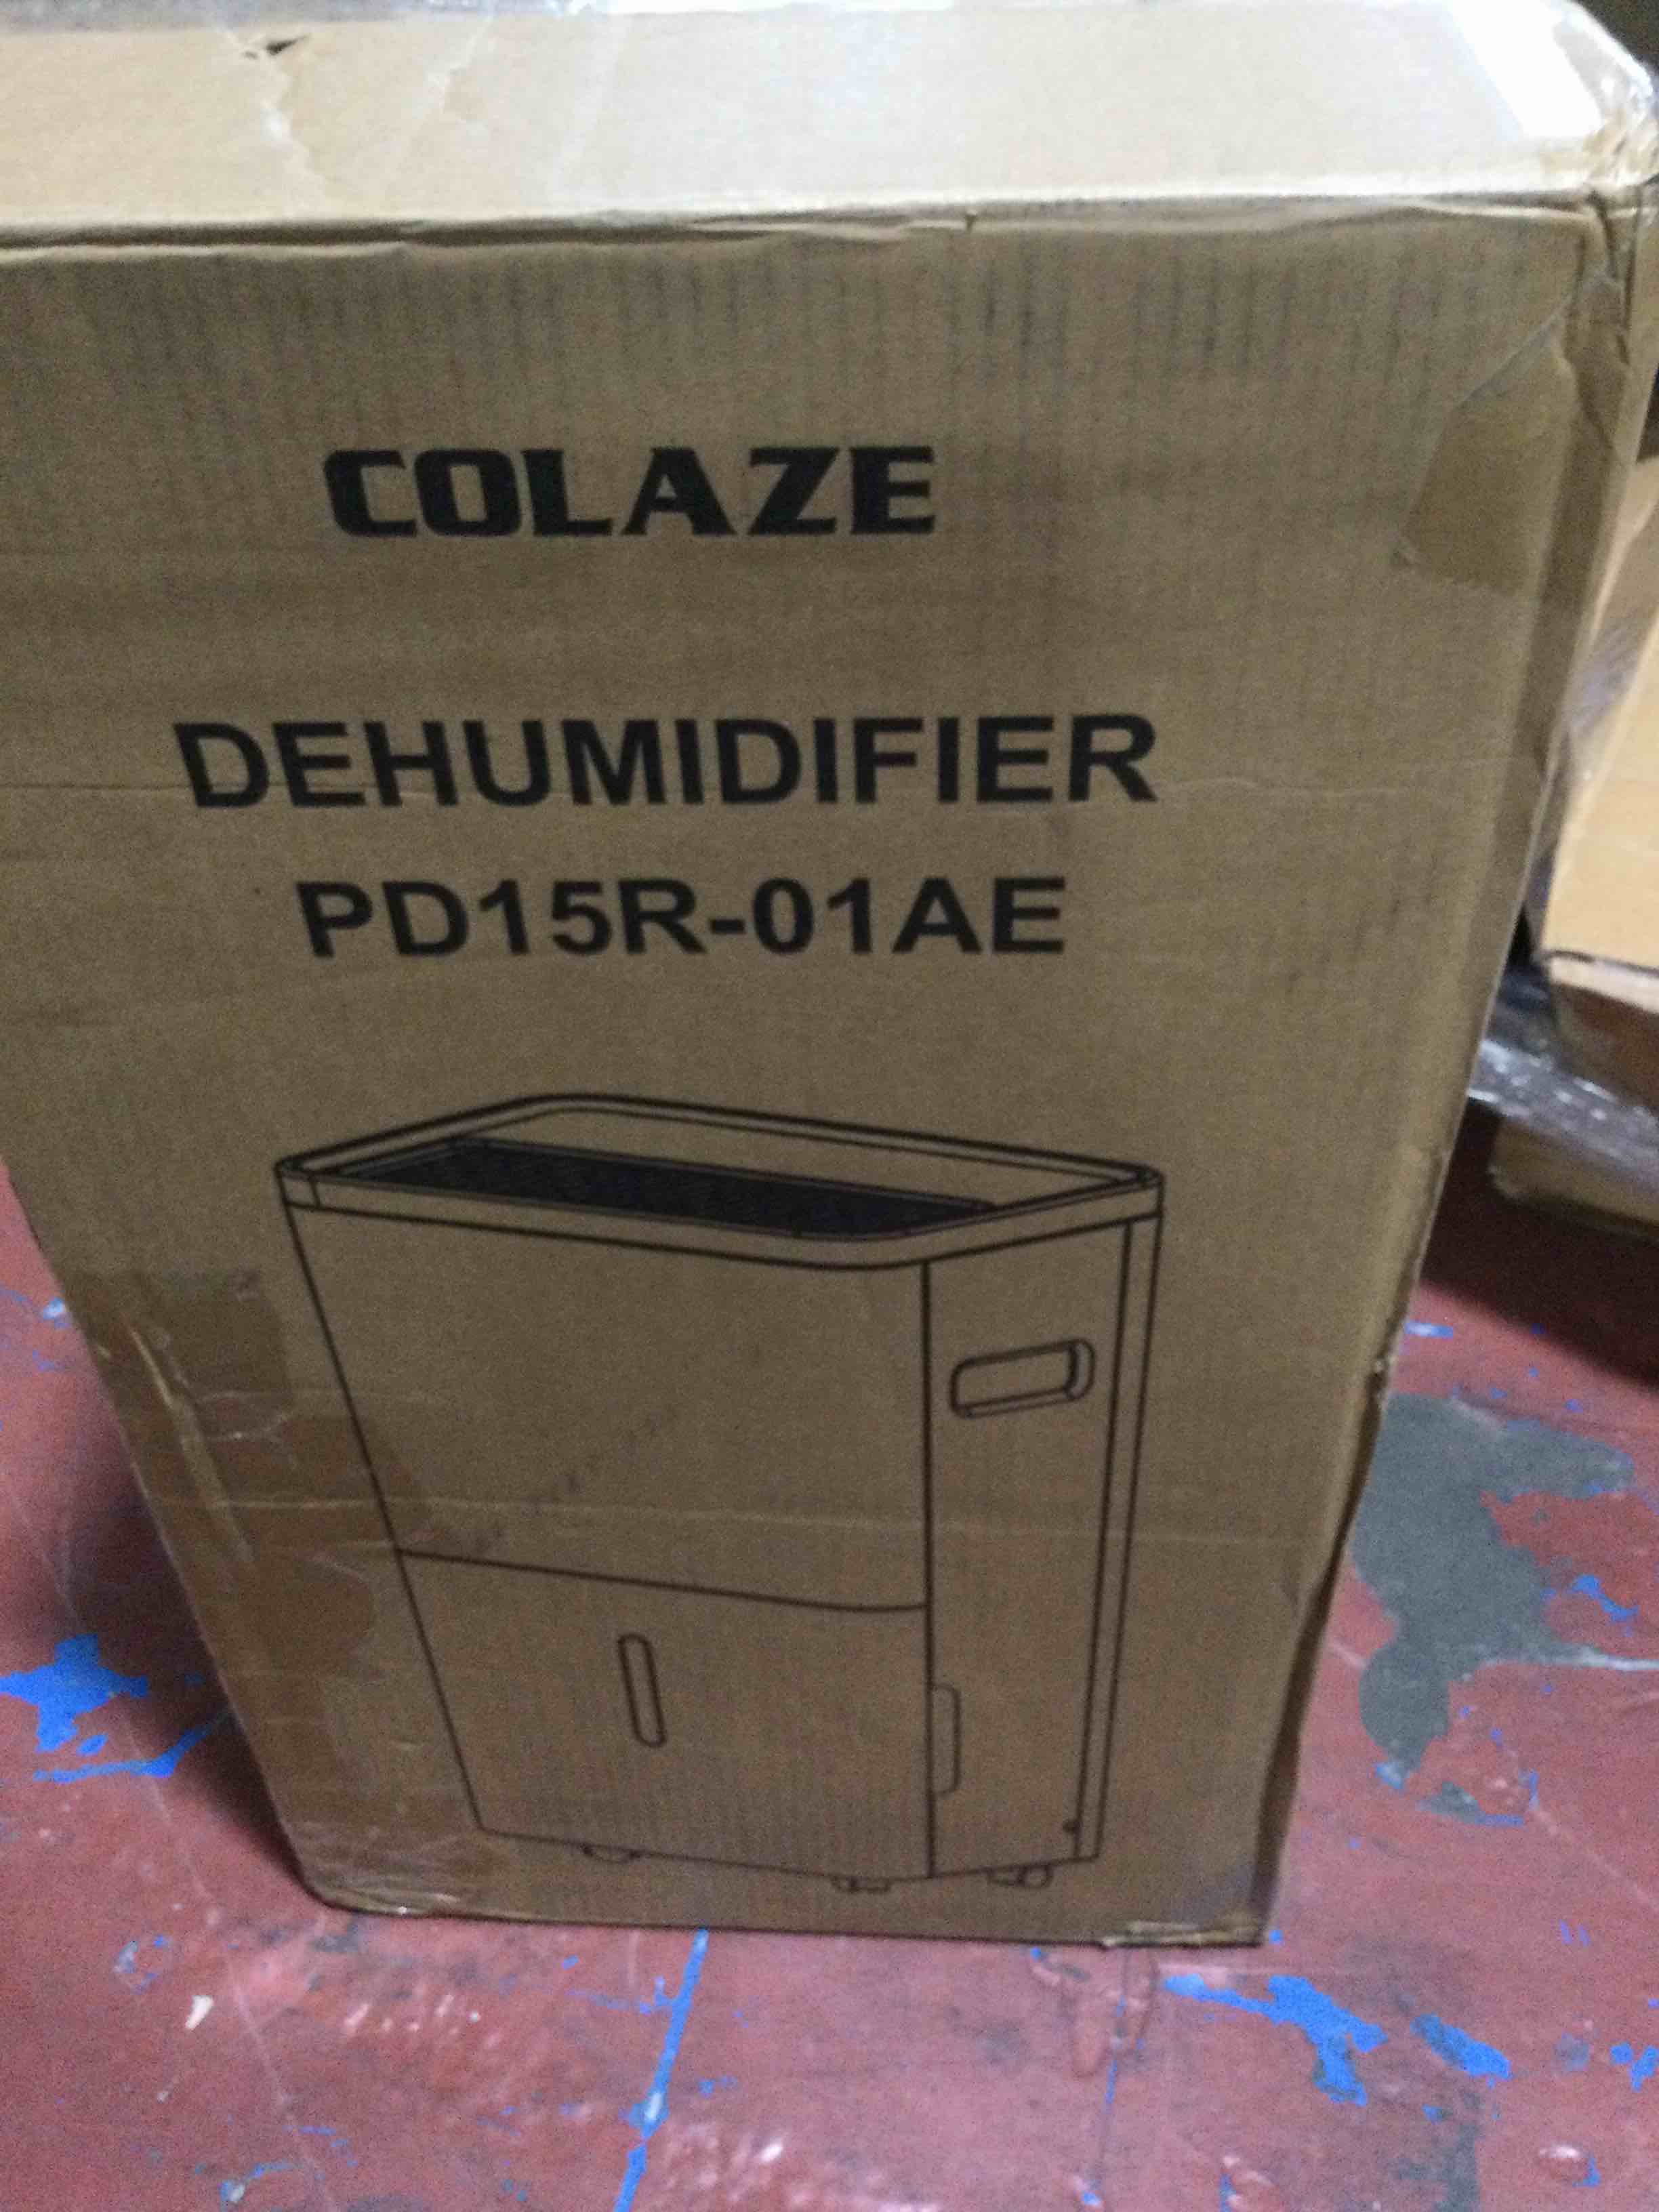 COLAZE
DEHUMIDIFIER
PD15R-01AE